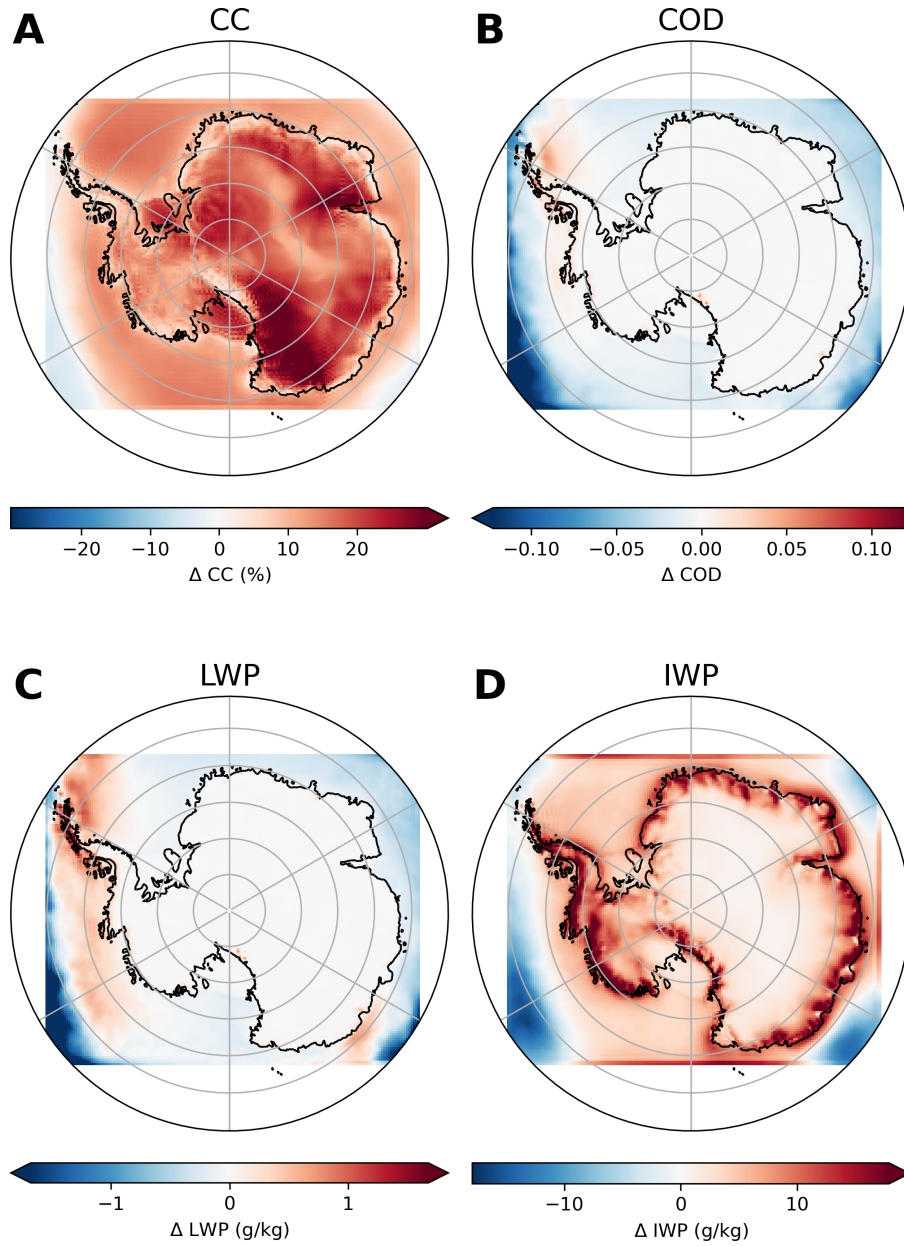 A
CC
B
COD
−20 −10 0 10 20
Δ CC (%)
−0.10 −0.05 0.00 0.05 0.10
Δ COD
C
LWP
D
IWP
−1 0 1
Δ LWP (g/kg)
−10 0 10
Δ IWP (g/kg)